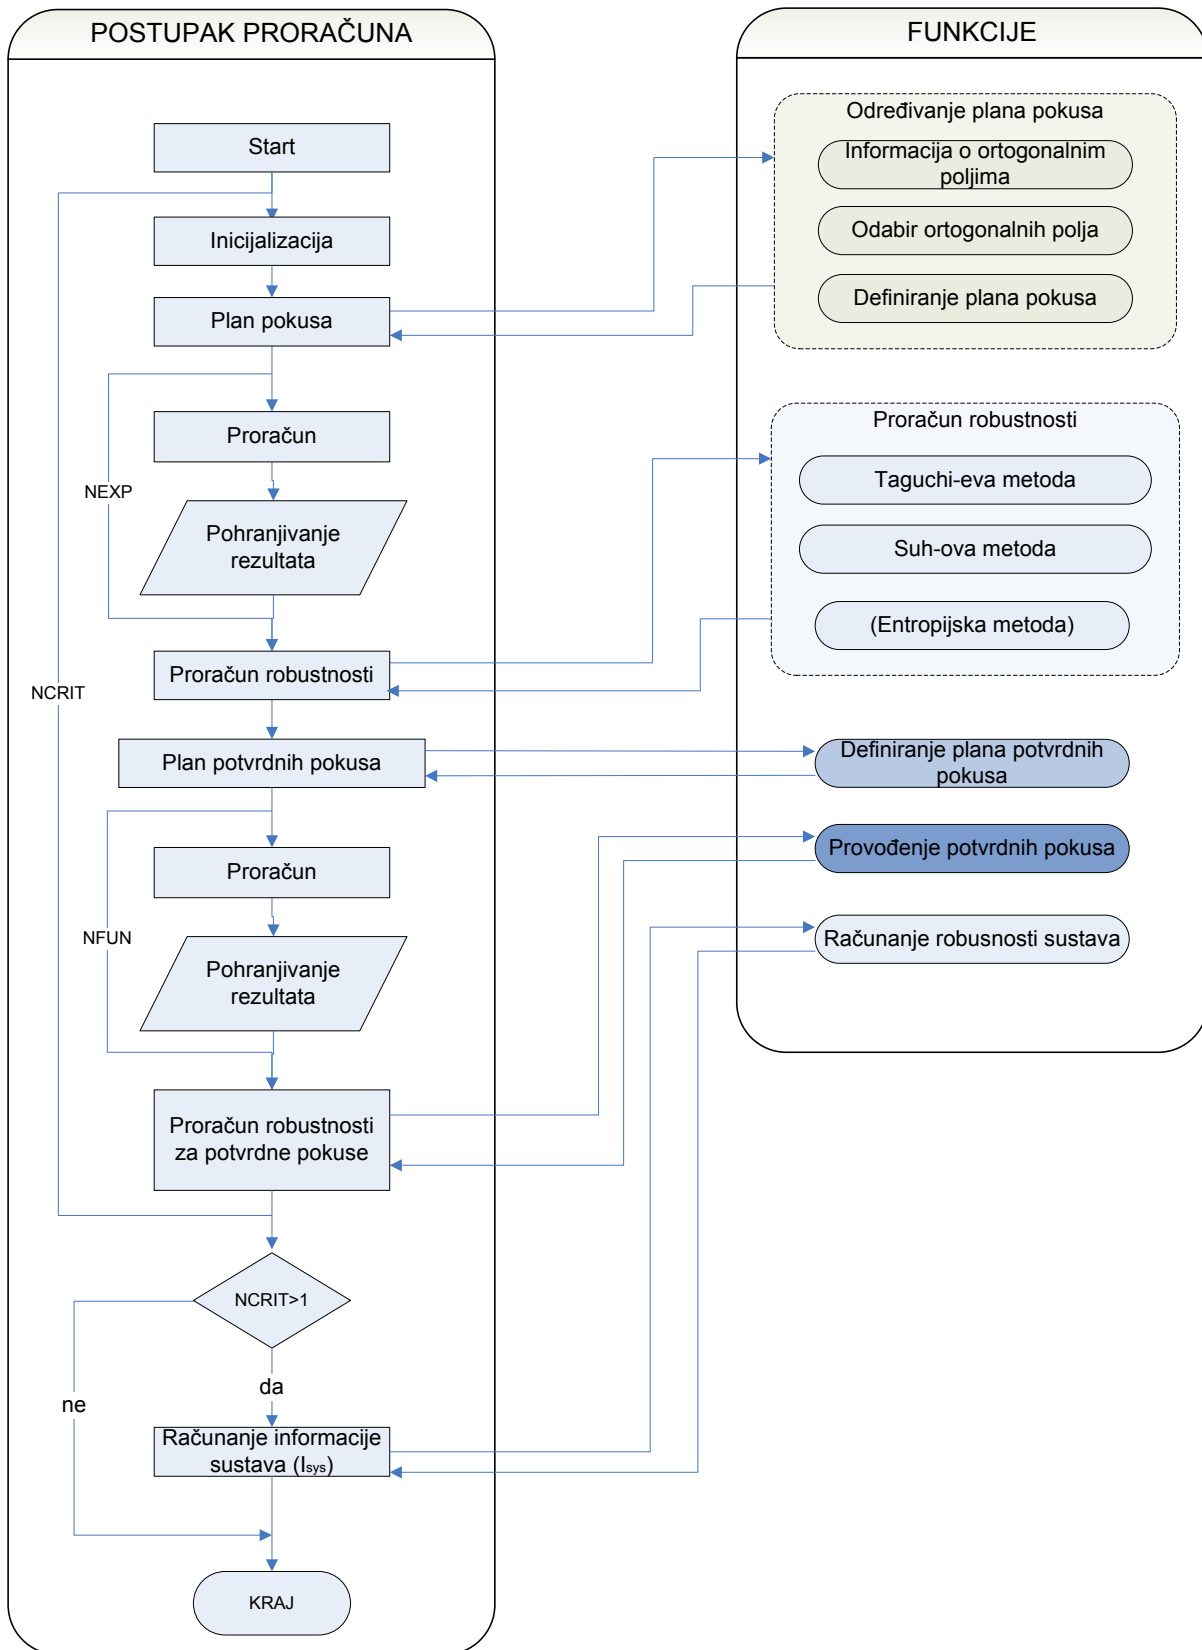 POSTUPAK PRORAČUNA
Start
Inicijalizacija
Plan pokusa
Proračun
NEXP
Pohranjivanje
rezultata
Proračun robustnosti
NCRIT
Plan potvrdnih pokusa
Proračun
NFUN
Pohranjivanje
rezultata
Proračun robustnosti
za potvrdne pokuse
NCRIT>1
da
ne
Računanje informacije
sustava (Isys)
KRAJ
FUNKCIJE
Određivanje plana pokusa
Informacija o ortogonalnim
poljima
Odabir ortogonalnih polja
Definiranje plana pokusa
Proračun robustnosti
Taguchi-eva metoda
Suh-ova metoda
(Entropijska metoda)
Definiranje plana potvrdnih
pokusa
Provođenje potvrdnih pokusa
Računanje robusnosti sustava